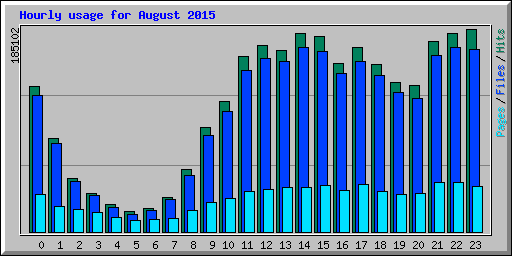 Hourly usage for August 2015
185102
Pages/Files/Hits
0 1 2 3 4 5 6 7 8 9 10 11 12 13 14 15 16 17 18 19 20 21 22 23